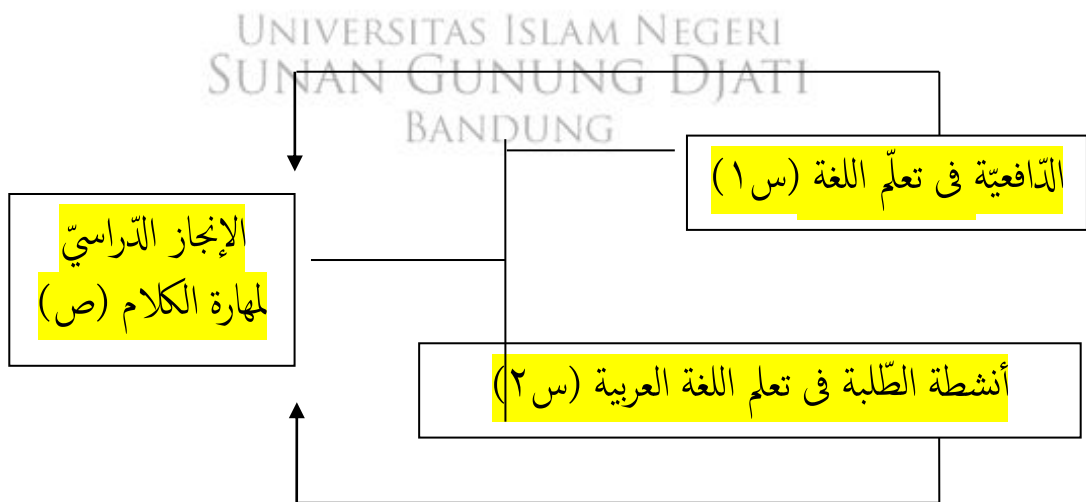 UNIVERSITAS ISLAM NEGERI
SUNAN GUNUNG DJATI
BANDUNG
الدّافعيّة فى تعلّم اللغة (س١)
الإنجاز الدّراسيّ
لمهارة الكلام (ص)
أنشطة الطّلبة فى تعلم اللغة العربية (س٢)